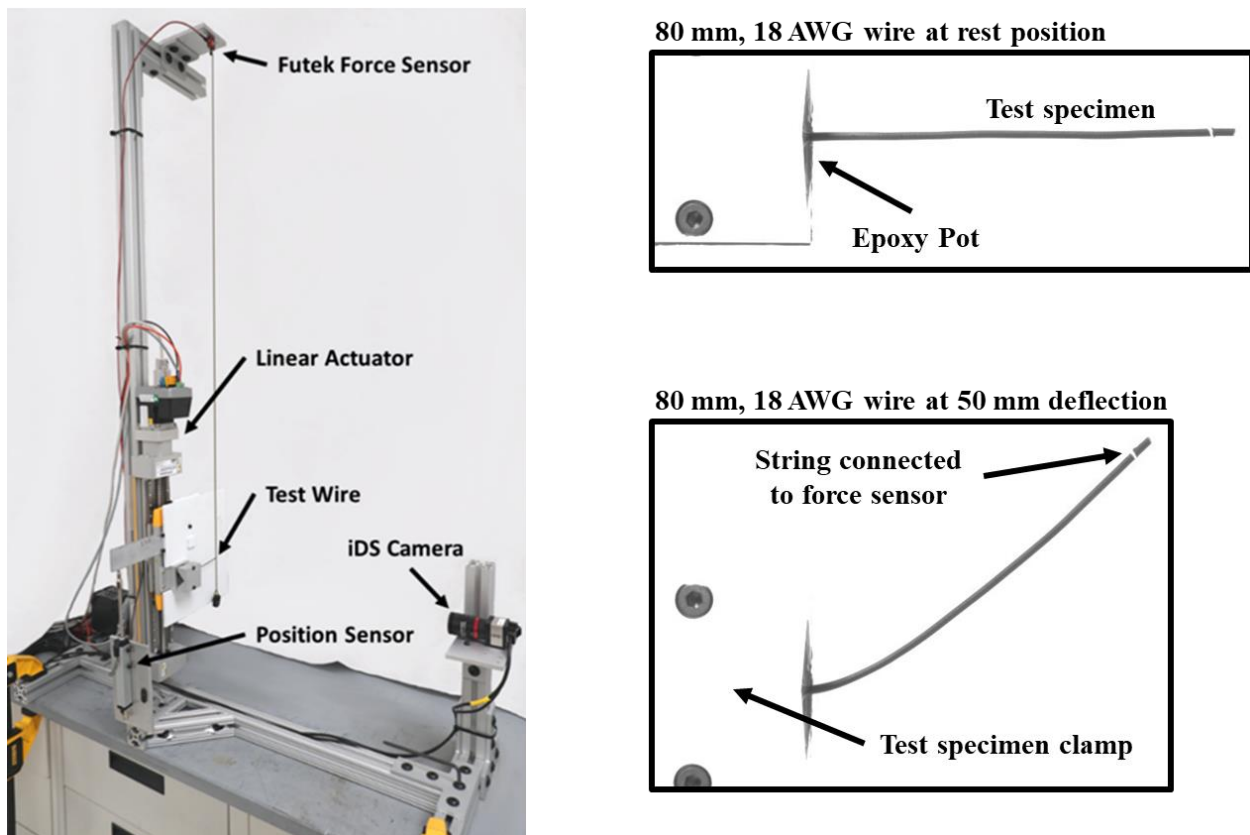 Futek Force Sensor
Linear Actuator
Test Wire
iDS Camera
Position Sensor
80 mm, 18 AWG wire at rest position
Test specimen
Epoxy Pot
80 mm, 18 AWG wire at 50 mm deflection
String connected
to force sensor
Test specimen clamp